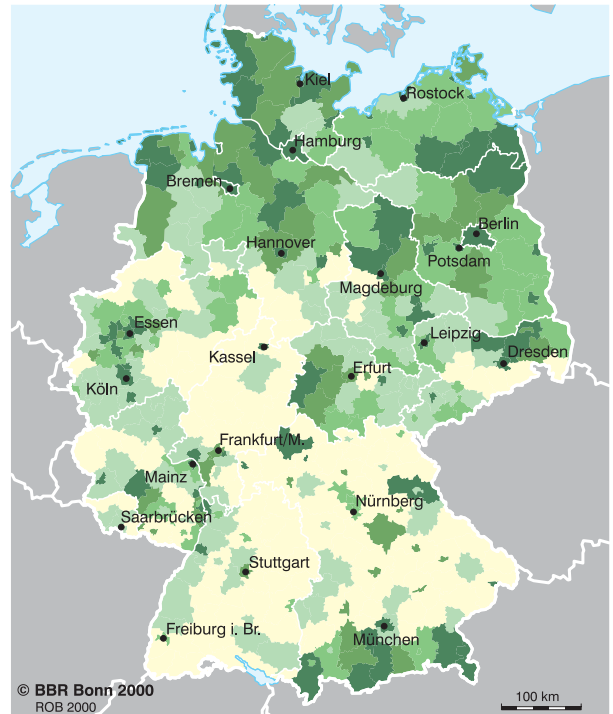 Kiel
Rostock
Hamburg
Bremen
Berlin
Hannover
Potsdam
Magdeburg
Essen
Leipzig
Kassel
Dresden
Erfurt
Köln
Frankfurt/M.
Mainz
Nürnberg
Saarbrücken
Stuttgart
München
Freiburg i. Br.
© BBR Bonn 2000
ROB 2000
100 km